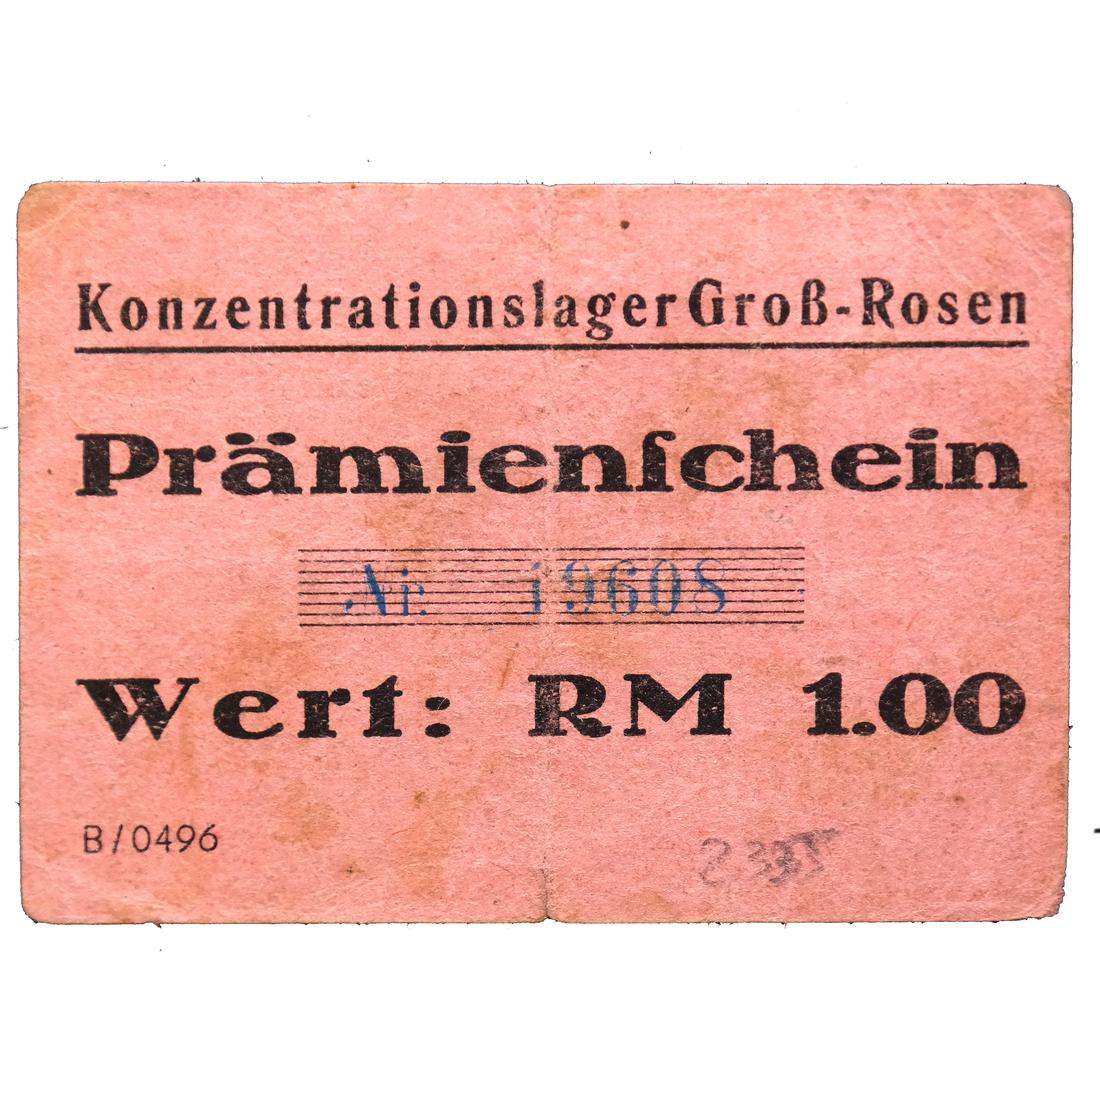 Konzentrationslager Groß-Rosen
Prämienſchein
Nr. 19608
Wert: RM 1.00
B/0496